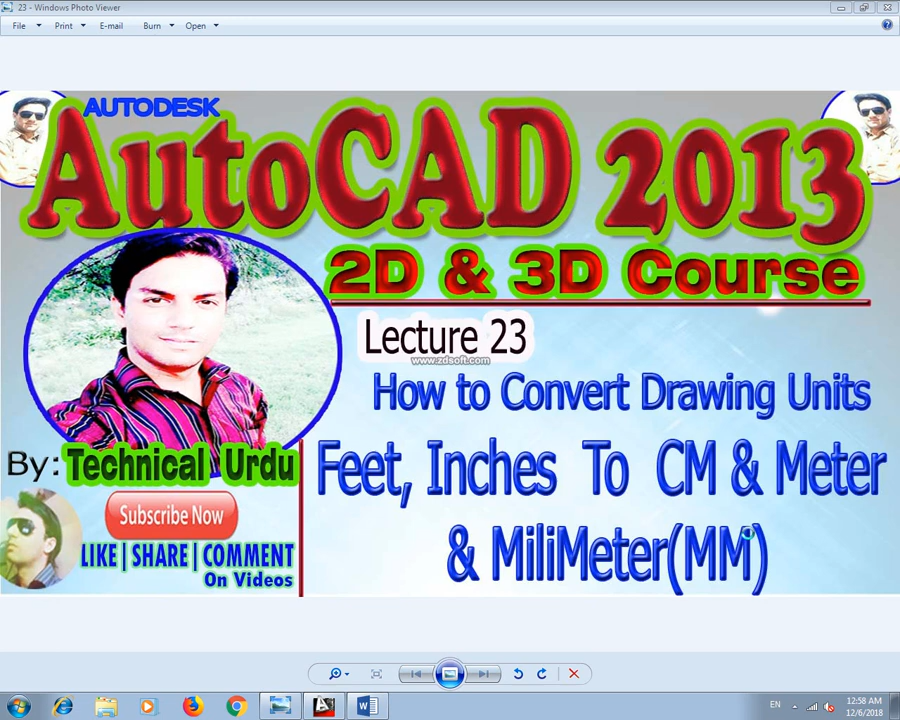 23 - Windows Photo Viewer
File Print E-mail Burn Open
AUTODESK
AutoCAD 2013
2D & 3D Course
Lecture 23
www.zdsoft.com
How to Convert Drawing Units
Feet, Inches To CM & Meter
& MiliMeter(MM)
By: Technical Urdu
Subscribe Now
LIKE | SHARE | COMMENT
On Videos
EN
12:58 AM
12/6/2018